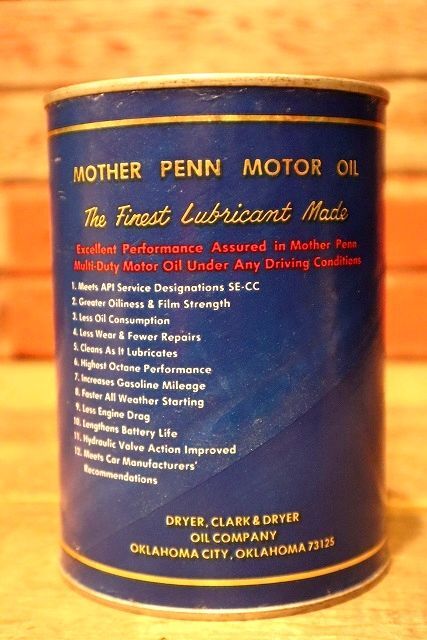 MOTHER PENN MOTOR OIL
The Finest Lubricant Made
Excellent Performance Assured in Mother Penn
Multi-Duty Motor Oil Under Any Driving Conditions
1. Meets API Service Designations SE-CC
2. Greater Oiliness & Film Strength
3. Less Oil Consumption
4. Less Wear & Fewer Repairs
5. Cleans As It Lubricates
6. Highest Octane Performance
7. Increases Gasoline Mileage
8. Faster All Weather Starting
9. Less Engine Drag
10. Lengthens Battery Life
11. Hydraulic Valve Action Improved
12. Meets Car Manufacturers'
Recommendations
DRYER, CLARK & DRYER
OIL COMPANY
OKLAHOMA CITY, OKLAHOMA 73125